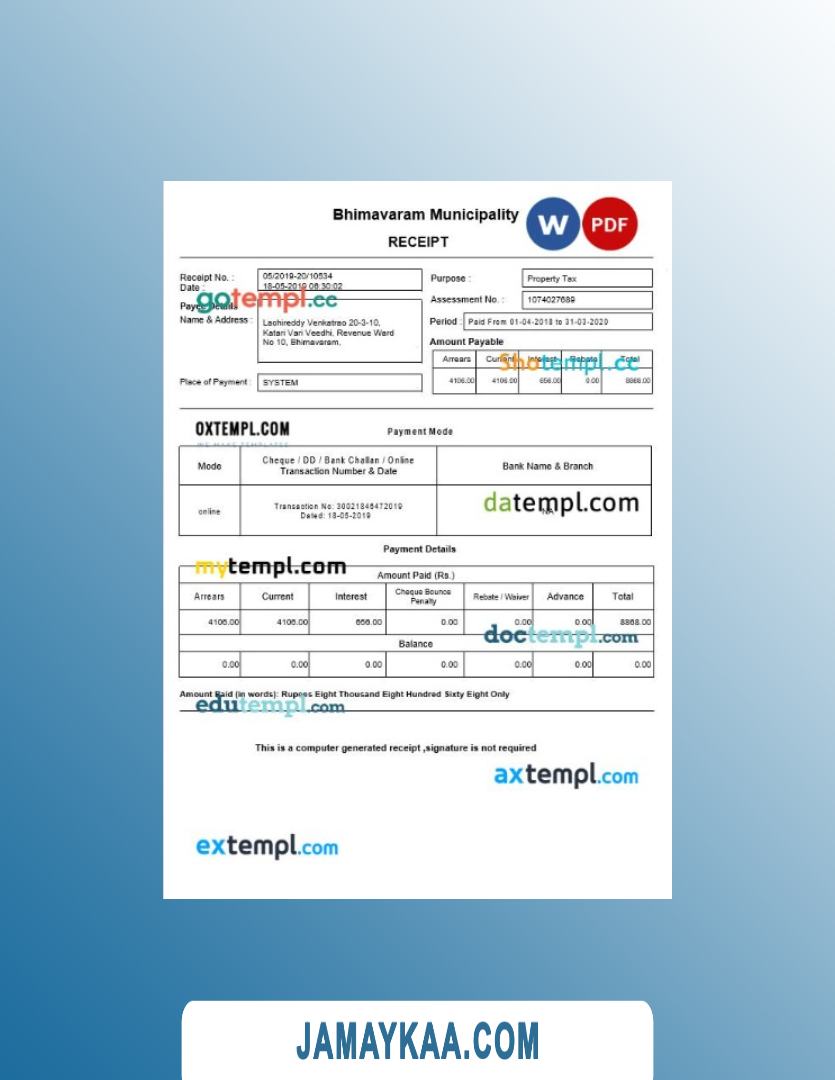 Bhimavaram Municipality
W PDF
RECEIPT
Receipt No. : 05/2019-20/10534
Date : 18-05-2019 06:30:02
Purpose : Property Tax
gotempl.cc
Assessment No. : 1074027689
Payee Details
Name & Address : Lachireddy Venkatrao 20-3-10,
Katari Vari Veedhi, Revenue Ward
No 10, Bhimavaram,
Period : Paid From 01-04-2018 to 31-03-2020
Amount Payable
Arrears Current Interest Rebate Total
Shotempl.cc
4106.00 4106.00 656.00 0.00 8868.00
Place of Payment : SYSTEM
OXTEMPL.COM
WE MAKE TEMPLATES
Payment Mode
Mode Cheque / DD / Bank Challan / Online Transaction Number & Date Bank Name & Branch
online Transaction No: 30021846472019 Dated: 18-05-2019 NA
datempl.com
Payment Details
mytempl.com
Amount Paid (Rs.)
Arrears Current Interest Cheque Bounce Penalty Rebate / Waiver Advance Total
4106.00 4106.00 656.00 0.00 0.00 0.00 8868.00
doctempl.com
Balance
0.00 0.00 0.00 0.00 0.00 0.00 0.00
Amount Paid (in words): Rupees Eight Thousand Eight Hundred Sixty Eight Only
edutempl.com
This is a computer generated receipt ,signature is not required
axtempl.com
extempl.com
JAMAYKAA.COM